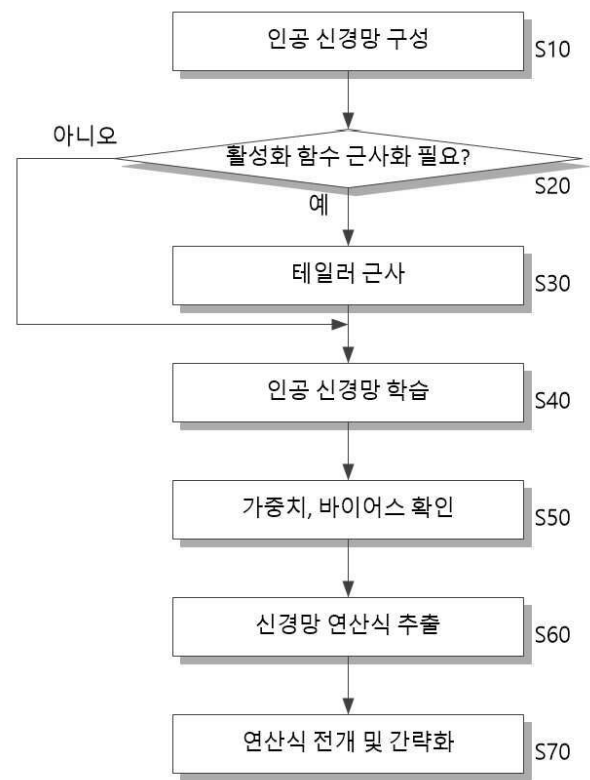 인공 신경망 구성
S10
아니오
활성화 함수 근사화 필요?
S20
예
테일러 근사
S30
인공 신경망 학습
S40
가중치, 바이어스 확인
S50
신경망 연산식 추출
S60
연산식 전개 및 간략화
S70